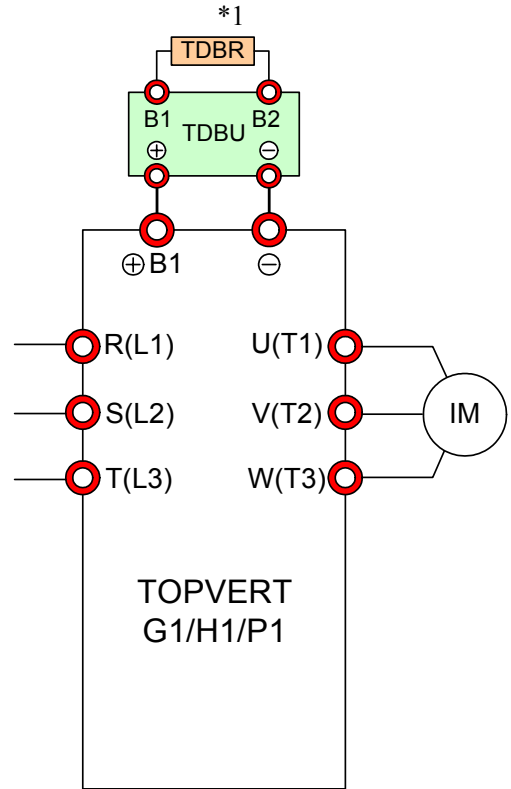 *1
TDBR
B1 B2
TDBU
⊕ ⊖
⊕ B1 ⊖
R(L1) U(T1)
S(L2) V(T2) IM
T(L3) W(T3)
TOPVERT
G1/H1/P1